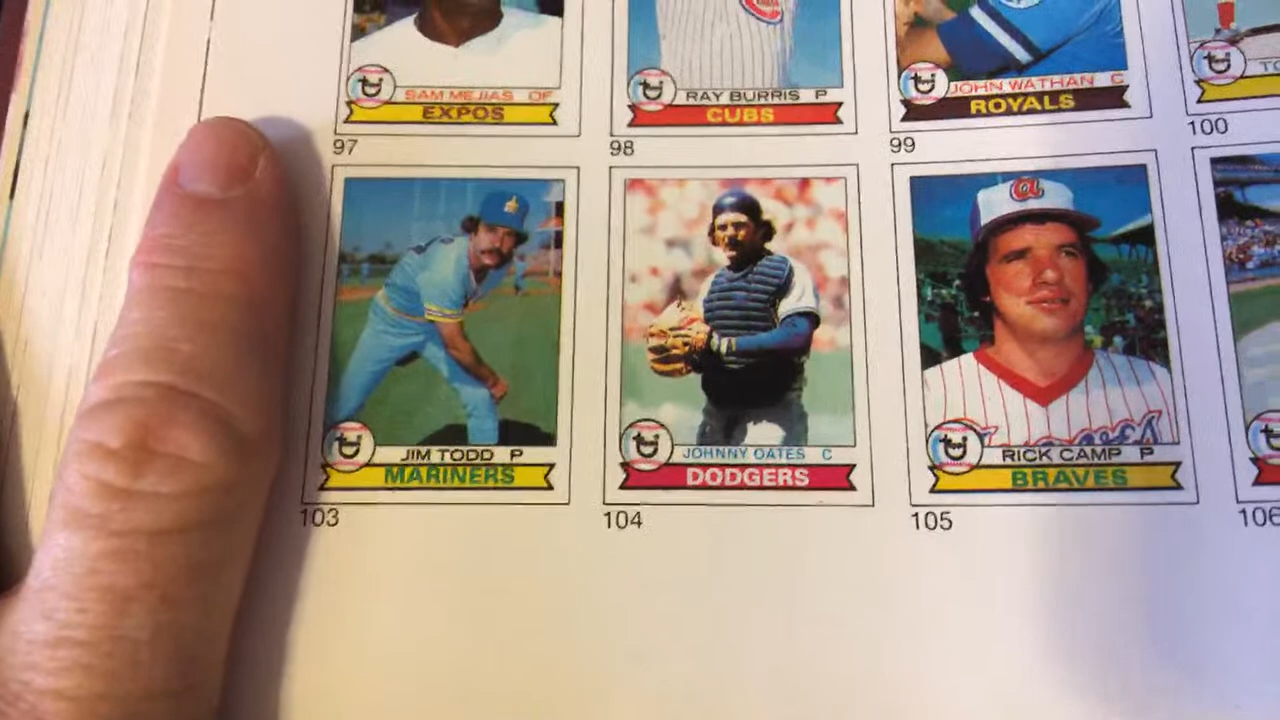 SAM MEJIAS OF
EXPOS
97
RAY BURRIS P
CUBS
98
JOHN WATHAN C
ROYALS
99
100
JIM TODD P
MARINERS
103
JOHNNY OATES C
DODGERS
104
a
RICK CAMP P
BRAVES
105
106